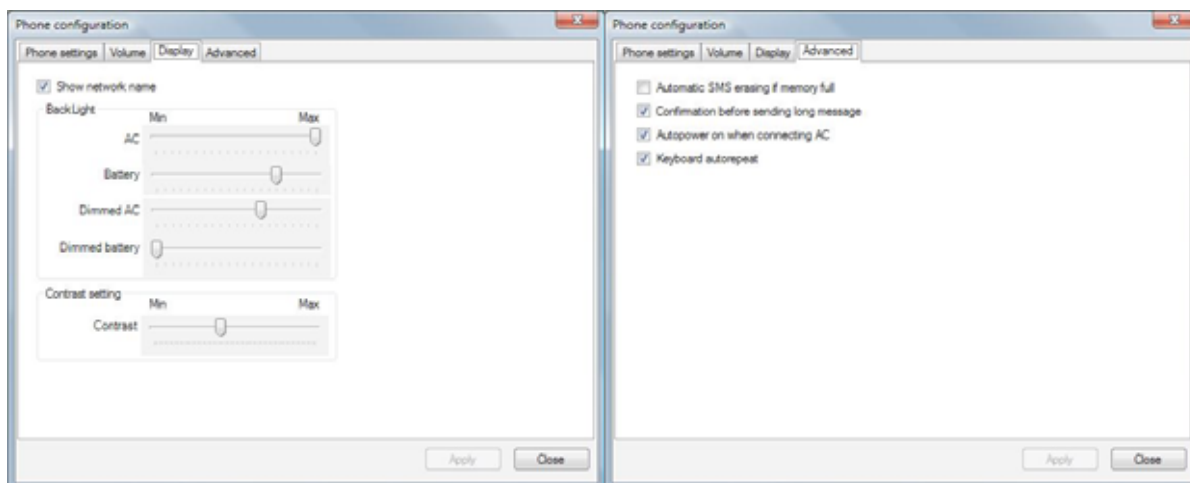 Phone configuration
Phone settings Volume Display Advanced
Show network name
BackLight
Min Max
AC
Battery
Dimmed AC
Dimmed battery
Contrast setting
Min Max
Contrast
Apply Close
Phone configuration
Phone settings Volume Display Advanced
Automatic SMS erasing if memory full
Confirmation before sending long message
Autopower on when connecting AC
Keyboard autorepeat
Apply Close